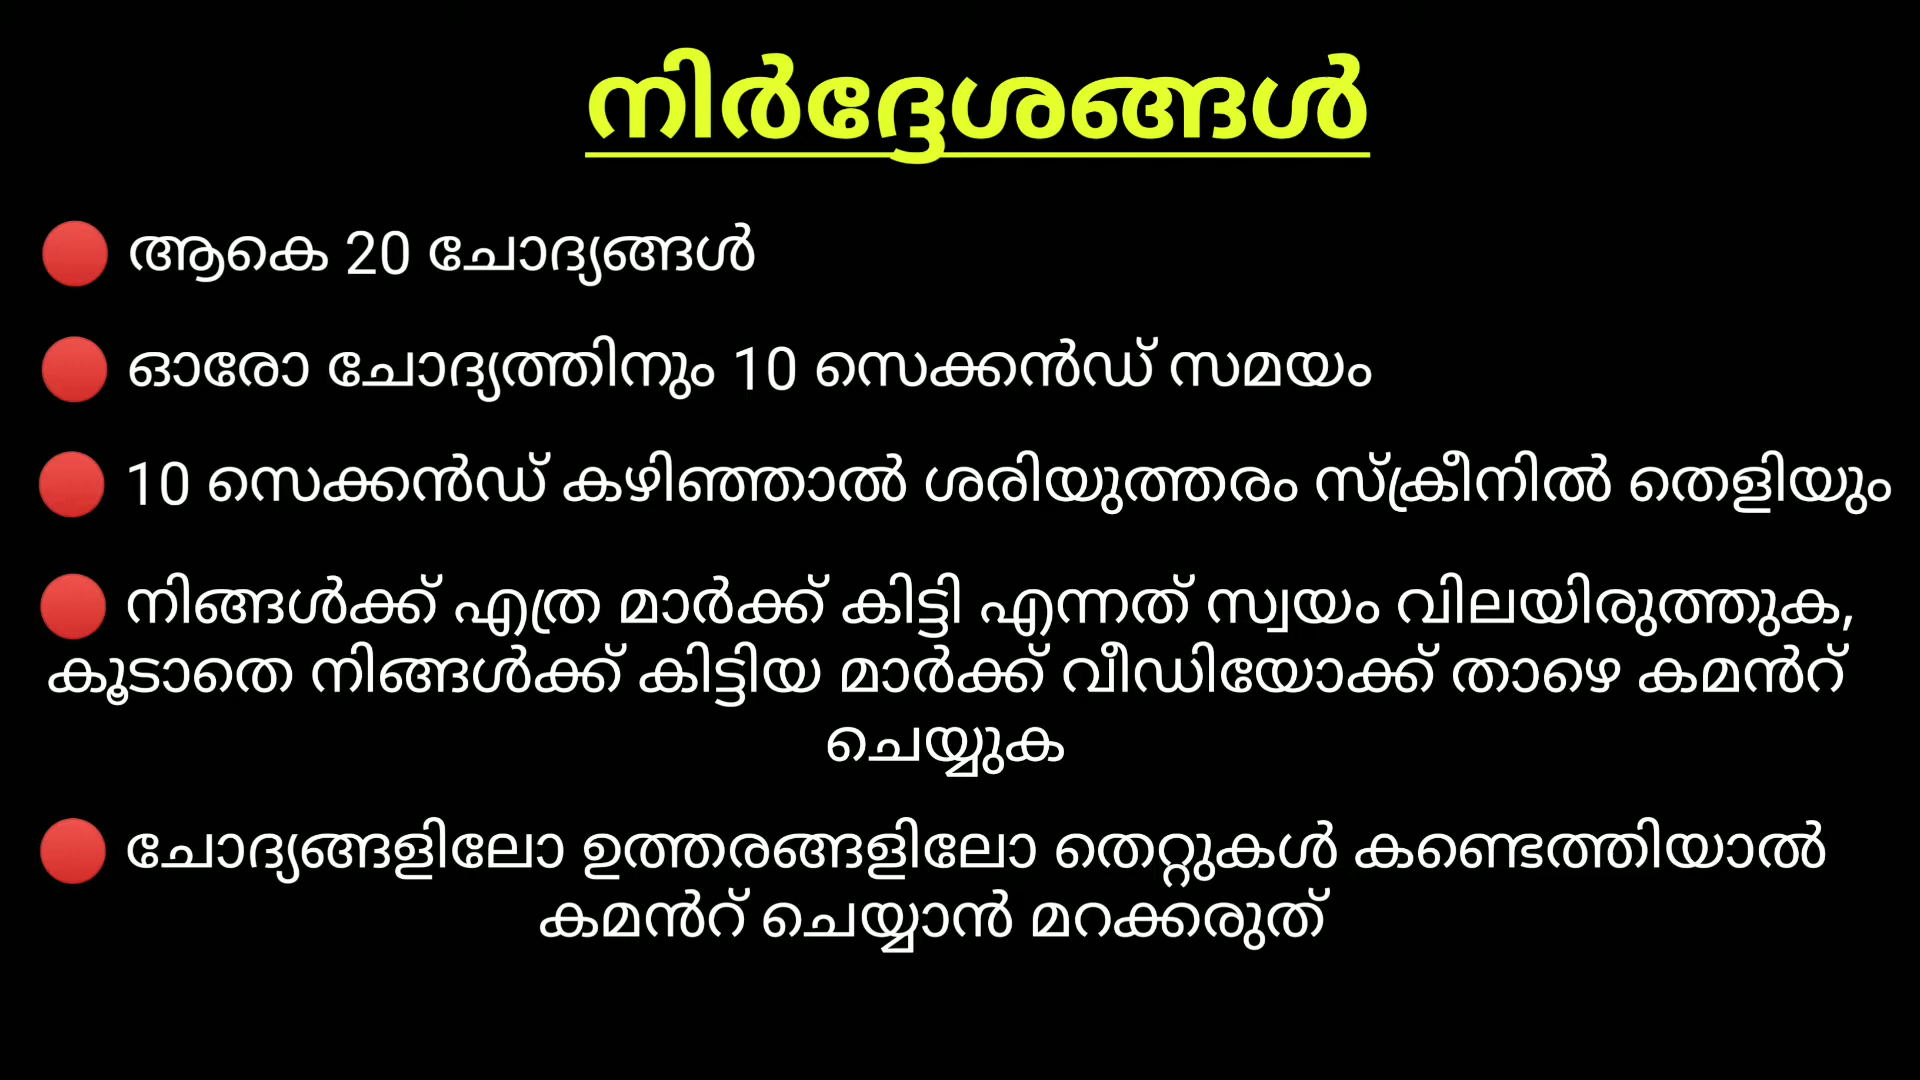 നിർദ്ദേശങ്ങൾ
🔴 ആകെ 20 ചോദ്യങ്ങൾ
🔴 ഓരോ ചോദ്യത്തിനും 10 സെക്കൻഡ് സമയം
🔴 10 സെക്കൻഡ് കഴിഞ്ഞാൽ ശരിയുത്തരം സ്ക്രീനിൽ തെളിയും
🔴 നിങ്ങൾക്ക് എത്ര മാർക്ക് കിട്ടി എന്നത് സ്വയം വിലയിരുത്തുക,
കൂടാതെ നിങ്ങൾക്ക് കിട്ടിയ മാർക്ക് വീഡിയോക്ക് താഴെ കമൻറ്
ചെയ്യുക
🔴 ചോദ്യങ്ങളിലോ ഉത്തരങ്ങളിലോ തെറ്റുകൾ കണ്ടെത്തിയാൽ
കമൻറ് ചെയ്യാൻ മറക്കരുത്